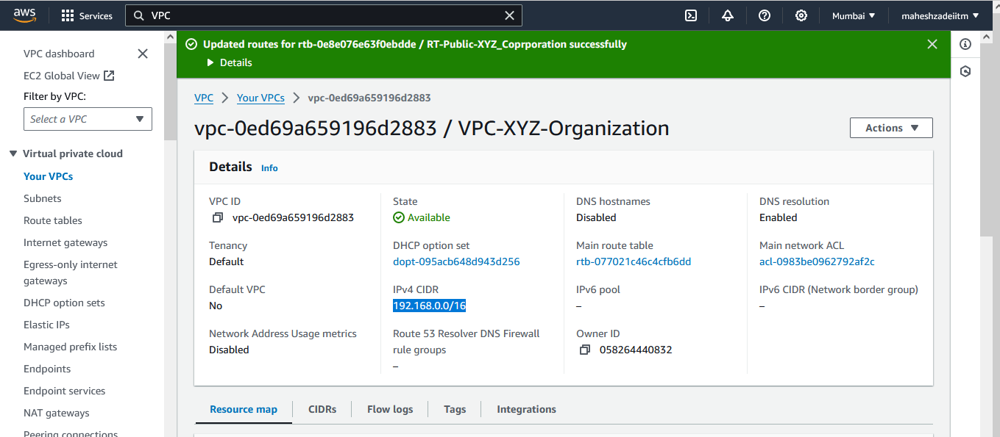 aws
Services
VPC
Mumbai ▼
maheshzadeiitm ▼
VPC dashboard
EC2 Global View
Filter by VPC:
Select a VPC
Virtual private cloud
Your VPCs
Subnets
Route tables
Internet gateways
Egress-only internet
gateways
DHCP option sets
Elastic IPs
Managed prefix lists
Endpoints
Endpoint services
NAT gateways
Peering connections
Updated routes for rtb-0e8e076e63f0ebdde / RT-Public-XYZ_Coprporation successfully
Details
VPC > Your VPCs > vpc-0ed69a659196d2883
vpc-0ed69a659196d2883 / VPC-XYZ-Organization
Actions ▼
Details Info
VPC ID
vpc-0ed69a659196d2883
State
Available
DNS hostnames
Disabled
DNS resolution
Enabled
Tenancy
Default
DHCP option set
dopt-095acb648d943d256
Main route table
rtb-077021c46c4cfb6dd
Main network ACL
acl-0983be0962792af2c
Default VPC
No
IPv4 CIDR
192.168.0.0/16
IPv6 pool
–
IPv6 CIDR (Network border group)
–
Network Address Usage metrics
Disabled
Route 53 Resolver DNS Firewall
rule groups
–
Owner ID
058264440832
Resource map
CIDRs
Flow logs
Tags
Integrations